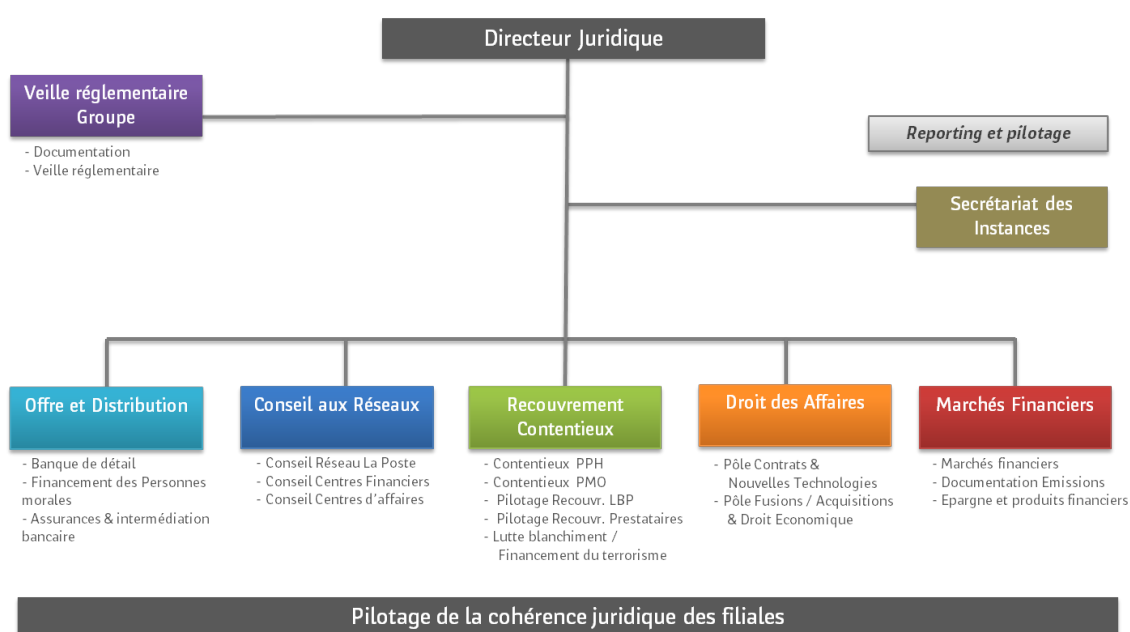 Directeur Juridique
Veille réglementaire
Groupe
- Documentation
- Veille réglementaire
Reporting et pilotage
Secrétariat des
Instances
Offre et Distribution
- Banque de détail
- Financement des Personnes
morales
- Assurances & intermédiation
bancaire
Conseil aux Réseaux
- Conseil Réseau La Poste
- Conseil Centres Financiers
- Conseil Centres d'affaires
Recouvrement
Contentieux
- Contentieux PPH
- Contentieux PMO
- Pilotage Recouvr. LBP
- Pilotage Recouvr. Prestataires
- Lutte blanchiment /
Financement du terrorisme
Droit des Affaires
- Pôle Contrats &
Nouvelles Technologies
- Pôle Fusions / Acquisitions
& Droit Economique
Marchés Financiers
- Marchés financiers
- Documentation Emissions
- Epargne et produits financiers
Pilotage de la cohérence juridique des filiales